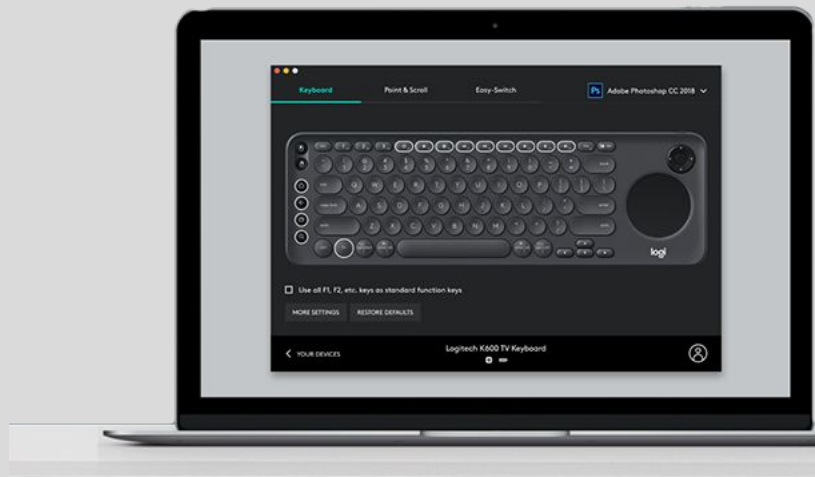 Keyboard
Point & Scroll
Easy-Switch
Ps Adobe Photoshop CC 2018
Q W E R T Y U I O P
A S D F G H J K L
Z X C V B N M
logi
Use all F1, F2, etc. keys as standard function keys
MORE SETTINGS
RESTORE DEFAULTS
YOUR DEVICES
Logitech K600 TV Keyboard